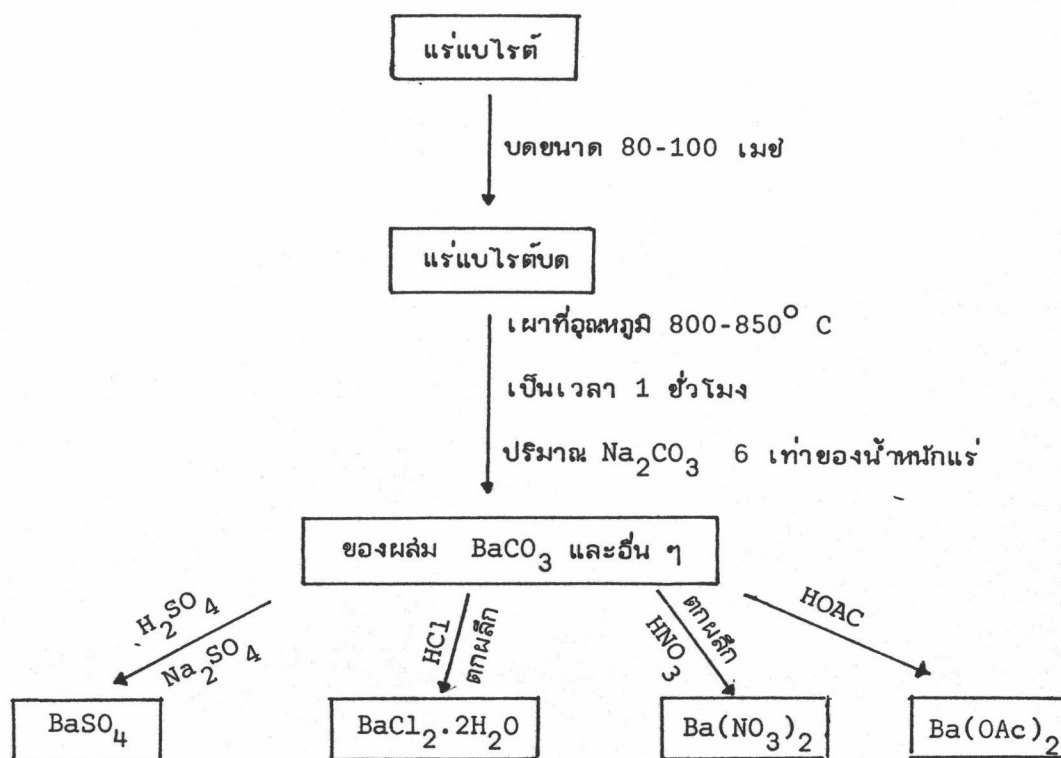 แร่แบไรต์
บดขนาด 80-100 เมช
แร่แบไรต์บด
เผาที่อุณหภูมิ 800-850° C
เป็นเวลา 1 ชั่วโมง
ปริมาณ Na₂CO₃ 6 เท่าของน้ำหนักแร่
ของผสม BaCO₃ และอื่น ๆ
H₂SO₄
Na₂SO₄
HCl
ตกผลึก
ตกผลึก
HNO₃
HOAC
BaSO₄
BaCl₂.2H₂O
Ba(NO₃)₂
Ba(OAc)₂